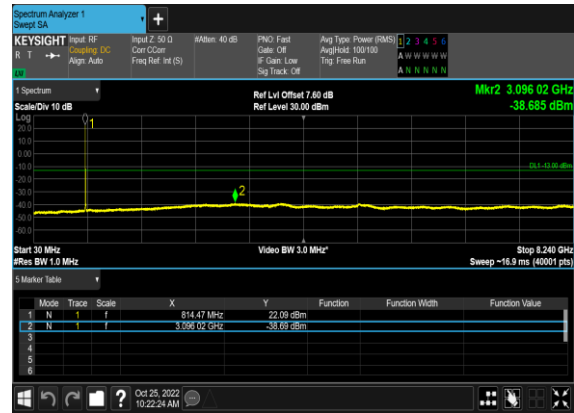 Spectrum Analyzer 1
Swept SA
+
KEYSIGHT Input: RF Input Z: 50 Ω #Atten: 40 dB PNO: Fast Avg Type: Power (RMS) 1 2 3 4 5 6
R T Coupling: DC Corr CCorr Gate: Off Avg|Hold: 100/100 A W W W W W
Align: Auto Freq Ref: Int (S) IF Gain: Low Trig: Free Run
LW Sig Track: Off A N N N N N
1 Spectrum Ref Lvl Offset 7.60 dB Mkr2 3.096 02 GHz
Scale/Div 10 dB Ref Level 30.00 dBm -38.685 dBm
Log
1
20.0
10.0
0.00
-10.0 DL1 -13.00 dBm
-20.0
-30.0 2
-40.0
-50.0
-60.0
Start 30 MHz Video BW 3.0 MHz* Stop 8.240 GHz
#Res BW 1.0 MHz Sweep ~16.9 ms (40001 pts)
5 Marker Table
Mode Trace Scale X Y Function Function Width Function Value
1 N 1 f 814.47 MHz 22.09 dBm
2 N 1 f 3.096 02 GHz -38.69 dBm
3
4
5
6
? Oct 25, 2022
10:22:24 AM